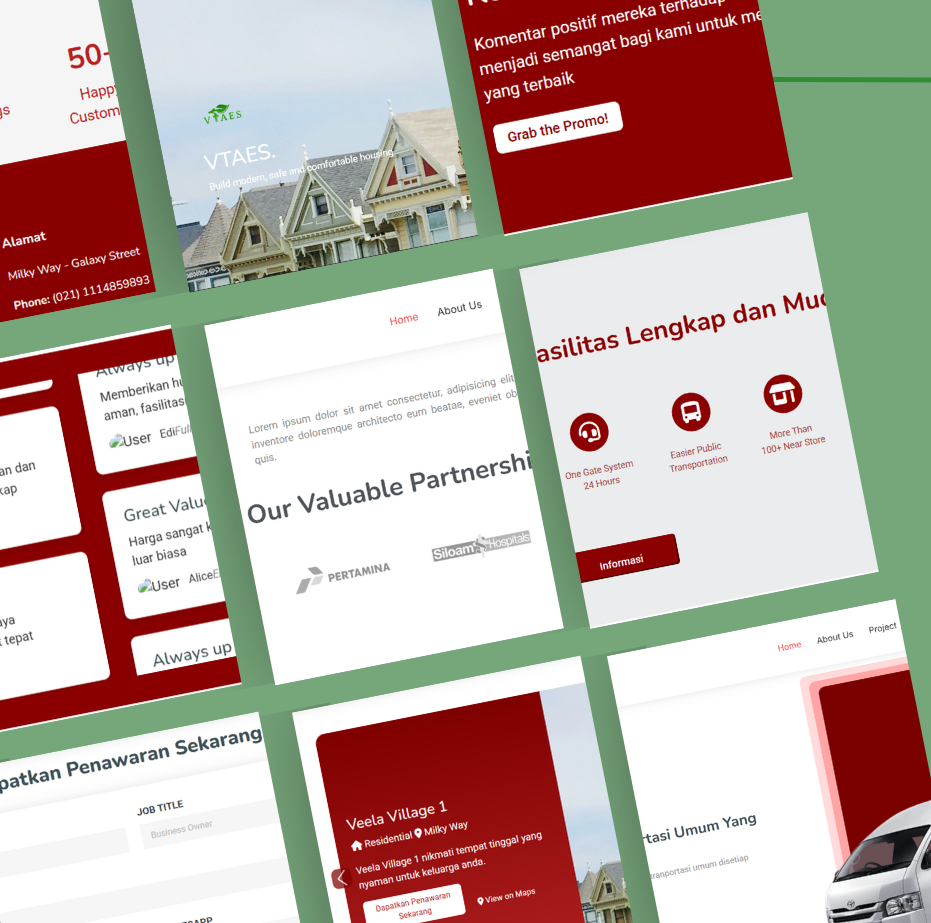 50+
Happy
Custom
gs
Alamat
Milky Way - Galaxy Street
Phone: (021) 1114859893
VTAES
VTAES.
Build modern, safe and comfortable housing
Komentar positif mereka terhadap
menjadi semangat bagi kami untuk me
yang terbaik
Grab the Promo!
an dan
kap
aya
t tepat
Always up
Memberikan hu
aman, fasilitas
User
EdiFull
Great Value
Harga sangat k
luar biasa
User
AliceE
Always up
Home
About Us
Lorem ipsum dolor sit amet consectetur, adipisicing elit
inventore doloremque architecto eum beatae, eveniet ob
quis.
Our Valuable Partnershi
PERTAMINA
Siloam Hospitals
asilitas Lengkap dan Mud
One Gate System
24 Hours
Easier Public
Transportation
More Than
100+ Near Store
Informasi
patkan Penawaran Sekarang
JOB TITLE
Business Owner
TSAPP
Veela Village 1
Residential
Milky Way
Veela Village 1 nikmati tempat tinggal yang
nyaman untuk keluarga anda.
Dapatkan Penawaran
Sekarang
View on Maps
Home
About Us
Project
rtasi Umum Yang
tranportasi umum disetiap